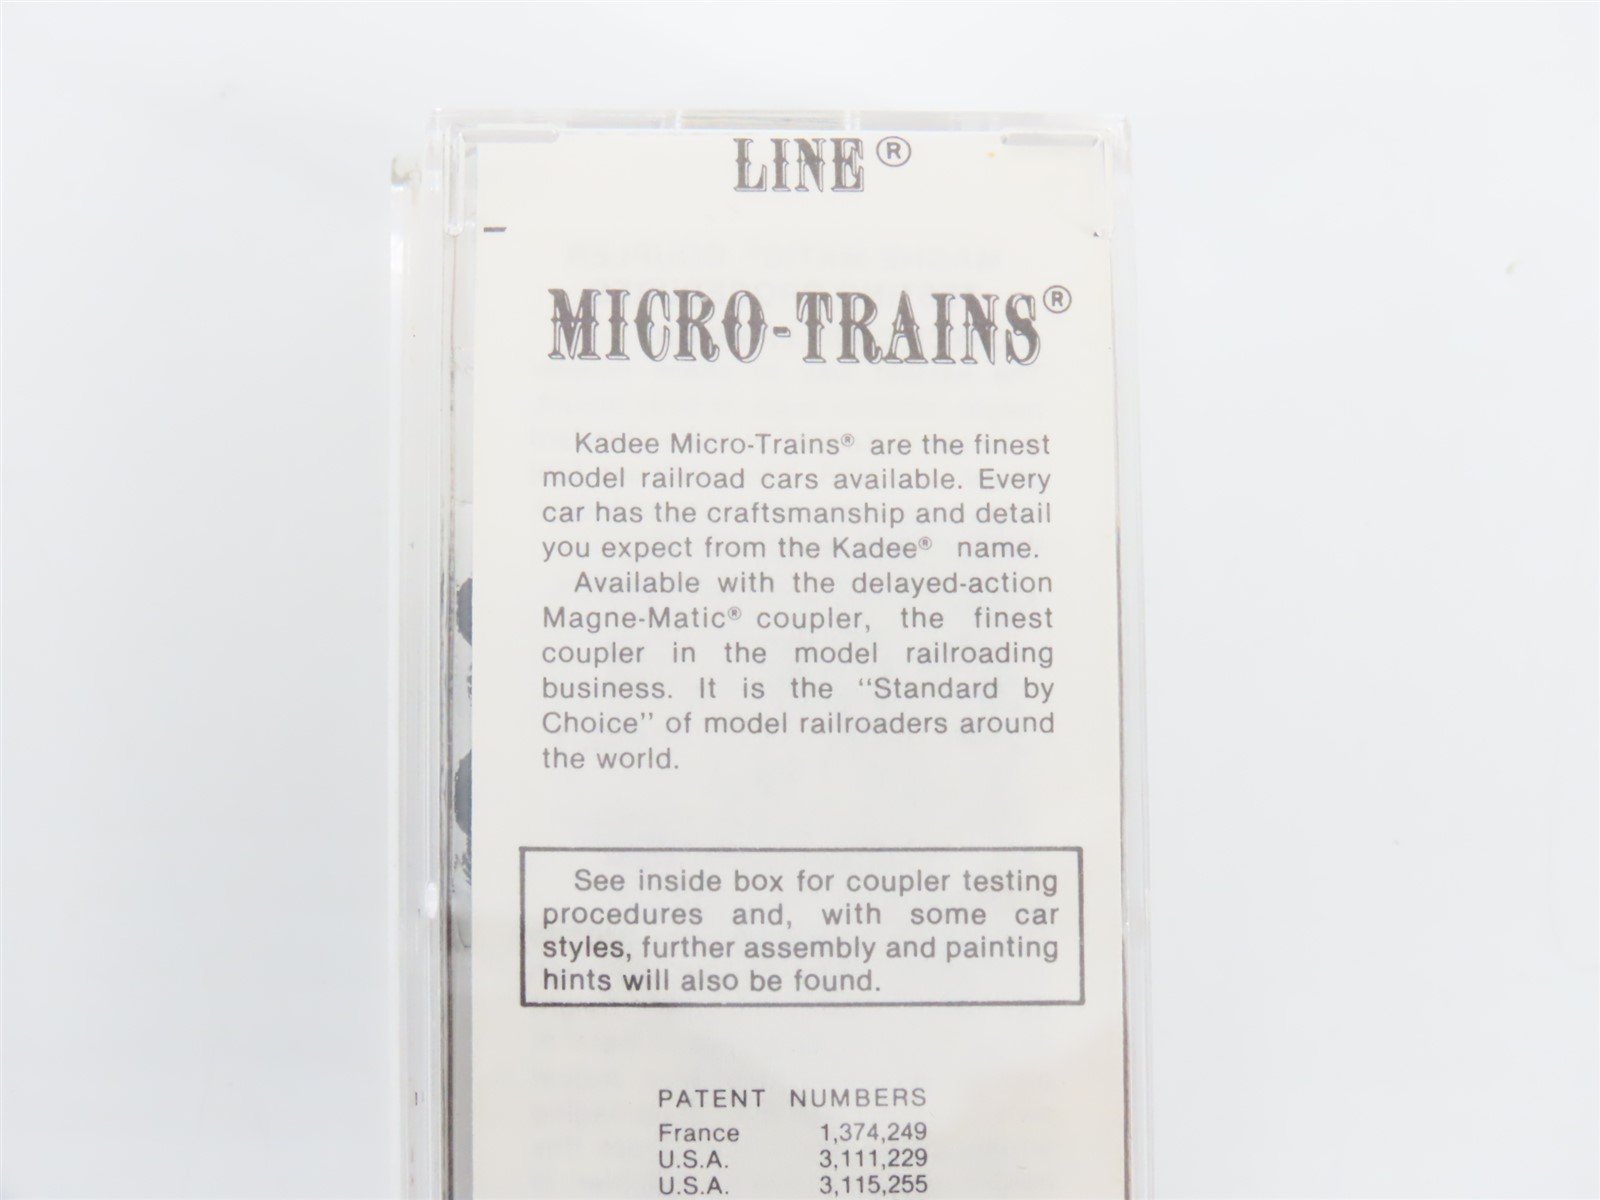 LINE®
MICRO-TRAINS®
Kadee Micro-Trains® are the finest
model railroad cars available. Every
car has the craftsmanship and detail
you expect from the Kadee® name.
Available with the delayed-action
Magne-Matic® coupler, the finest
coupler in the model railroading
business. It is the "Standard by
Choice" of model railroaders around
the world.
See inside box for coupler testing
procedures and, with some car
styles, further assembly and painting
hints will also be found.
PATENT NUMBERS
France 1,374,249
U.S.A. 3,111,229
U.S.A. 3,115,255